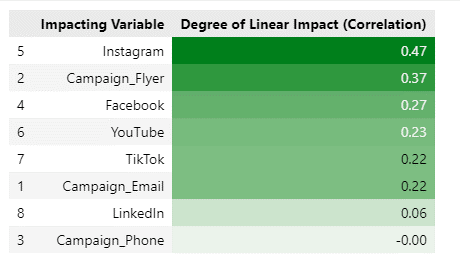 Impacting Variable Degree of Linear Impact (Correlation)
5 Instagram 0.47
2 Campaign_Flyer 0.37
4 Facebook 0.27
6 YouTube 0.23
7 TikTok 0.22
1 Campaign_Email 0.22
8 LinkedIn 0.06
3 Campaign_Phone -0.00